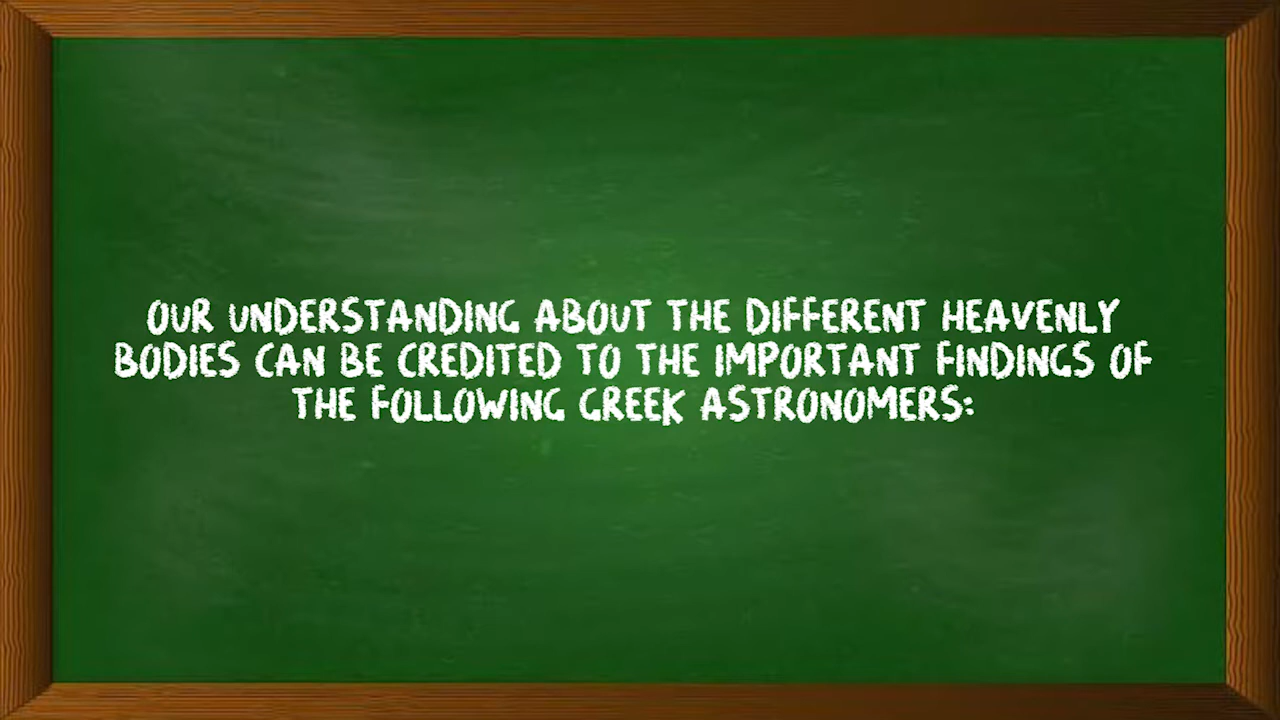 OUR UNDERSTANDING ABOUT THE DIFFERENT HEAVENLY
BODIES CAN BE CREDITED TO THE IMPORTANT FINDINGS OF
THE FOLLOWING GREEK ASTRONOMERS: